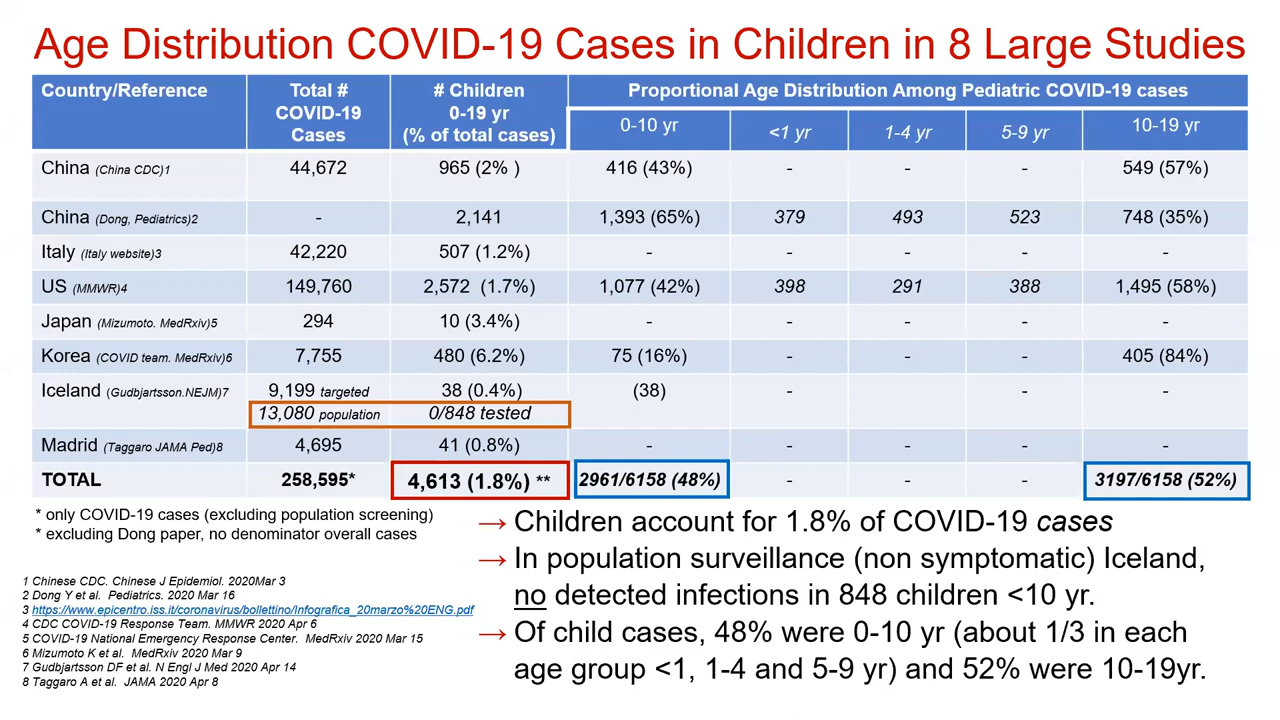 Age Distribution COVID-19 Cases in Children in 8 Large Studies
Country/Reference
Total #
COVID-19
Cases
# Children
0-19 yr
(% of total cases)
Proportional Age Distribution Among Pediatric COVID-19 cases
0-10 yr <1 yr 1-4 yr 5-9 yr 10-19 yr
China (China CDC)1 44,672 965 (2% ) 416 (43%) - - - 549 (57%)
China (Dong, Pediatrics)2 - 2,141 1,393 (65%) 379 493 523 748 (35%)
Italy (Italy website)3 42,220 507 (1.2%) - - - - -
US (MMWR)4 149,760 2,572 (1.7%) 1,077 (42%) 398 291 388 1,495 (58%)
Japan (Mizumoto. MedRxiv)5 294 10 (3.4%) - - - - -
Korea (COVID team. MedRxiv)6 7,755 480 (6.2%) 75 (16%) - - - 405 (84%)
Iceland (Gudbjartsson.NEJM)7 9,199 targeted 38 (0.4%) (38) - - - -
13,080 population 0/848 tested
Madrid (Taggaro JAMA Ped)8 4,695 41 (0.8%) - - - - -
TOTAL 258,595* 4,613 (1.8%) ** 2961/6158 (48%) - - - 3197/6158 (52%)
* only COVID-19 cases (excluding population screening)
* excluding Dong paper, no denominator overall cases
1 Chinese CDC. Chinese J Epidemiol. 2020Mar 3
2 Dong Y et al. Pediatrics. 2020 Mar 16
3 https://www.epicentro.iss.it/coronavirus/bollettino/Infografica_20marzo%20ENG.pdf
4 CDC COVID-19 Response Team. MMWR 2020 Apr 6
5 COVID-19 National Emergency Response Center. MedRxiv 2020 Mar 15
6 Mizumoto K et al. MedRxiv 2020 Mar 9
7 Gudbjartsson DF et al. N Engl J Med 2020 Apr 14
8 Taggaro A et al. JAMA 2020 Apr 8
→ Children account for 1.8% of COVID-19 cases
→ In population surveillance (non symptomatic) Iceland,
no detected infections in 848 children <10 yr.
→ Of child cases, 48% were 0-10 yr (about 1/3 in each
age group <1, 1-4 and 5-9 yr) and 52% were 10-19yr.